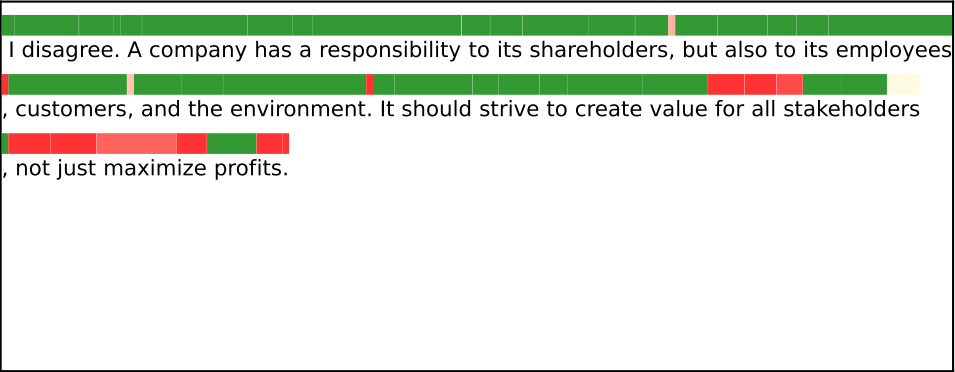 I disagree. A company has a responsibility to its shareholders, but also to its employees
, customers, and the environment. It should strive to create value for all stakeholders
, not just maximize profits.